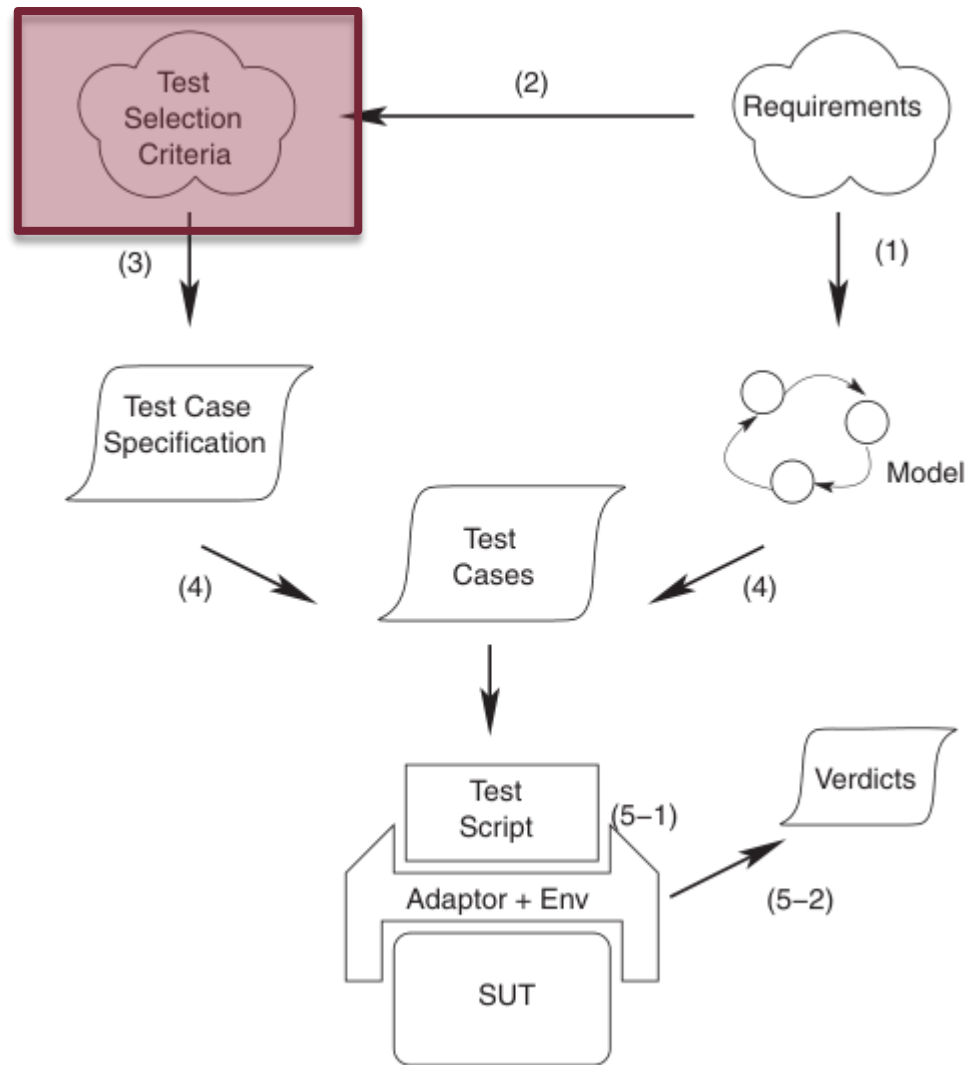 Test
Selection
Criteria
(2)
Requirements
(3)
(1)
Test Case
Specification
Model
Test
Cases
(4)
(4)
Test
Script
(5–1)
Verdicts
Adaptor + Env
(5–2)
SUT